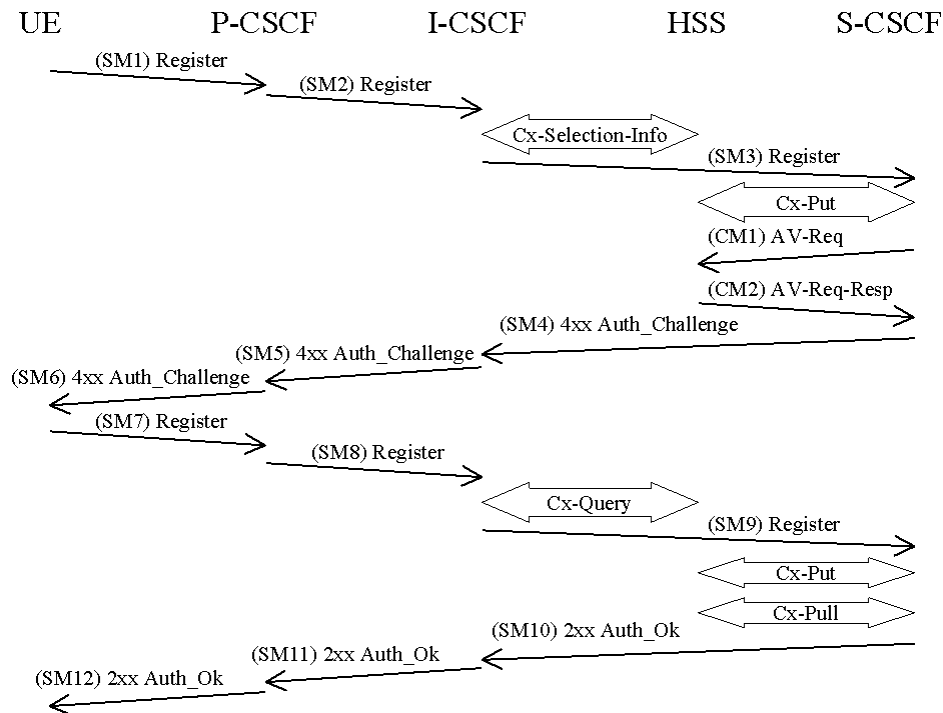 UE P-CSCF I-CSCF HSS S-CSCF
(SM1) Register
(SM2) Register
Cx-Selection-Info
(SM3) Register
Cx-Put
(CM1) AV-Req
(CM2) AV-Req-Resp
(SM4) 4xx Auth_Challenge
(SM5) 4xx Auth_Challenge
(SM6) 4xx Auth_Challenge
(SM7) Register
(SM8) Register
Cx-Query
(SM9) Register
Cx-Put
Cx-Pull
(SM10) 2xx Auth_Ok
(SM11) 2xx Auth_Ok
(SM12) 2xx Auth_Ok